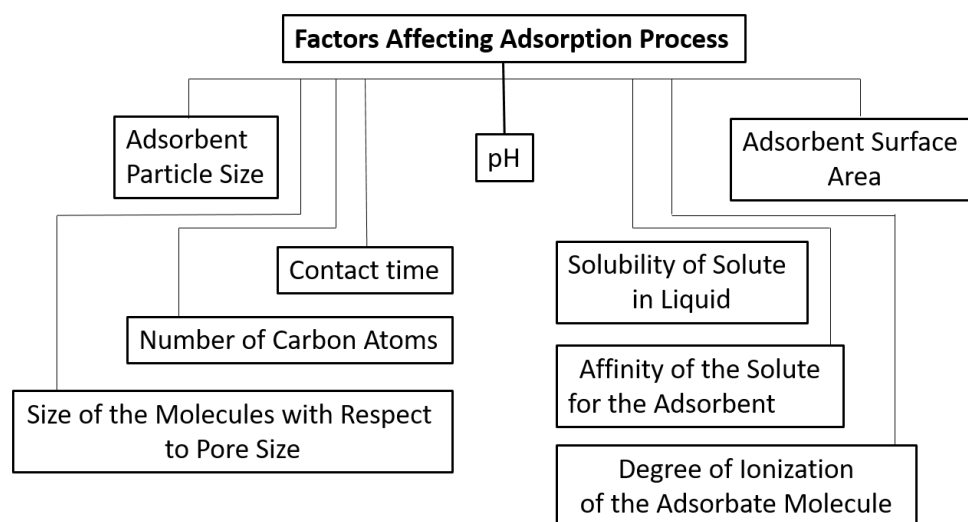 Factors Affecting Adsorption Process
Adsorbent
Particle Size
pH
Adsorbent Surface
Area
Contact time
Number of Carbon Atoms
Size of the Molecules with Respect
to Pore Size
Solubility of Solute
in Liquid
Affinity of the Solute
for the Adsorbent
Degree of Ionization
of the Adsorbate Molecule